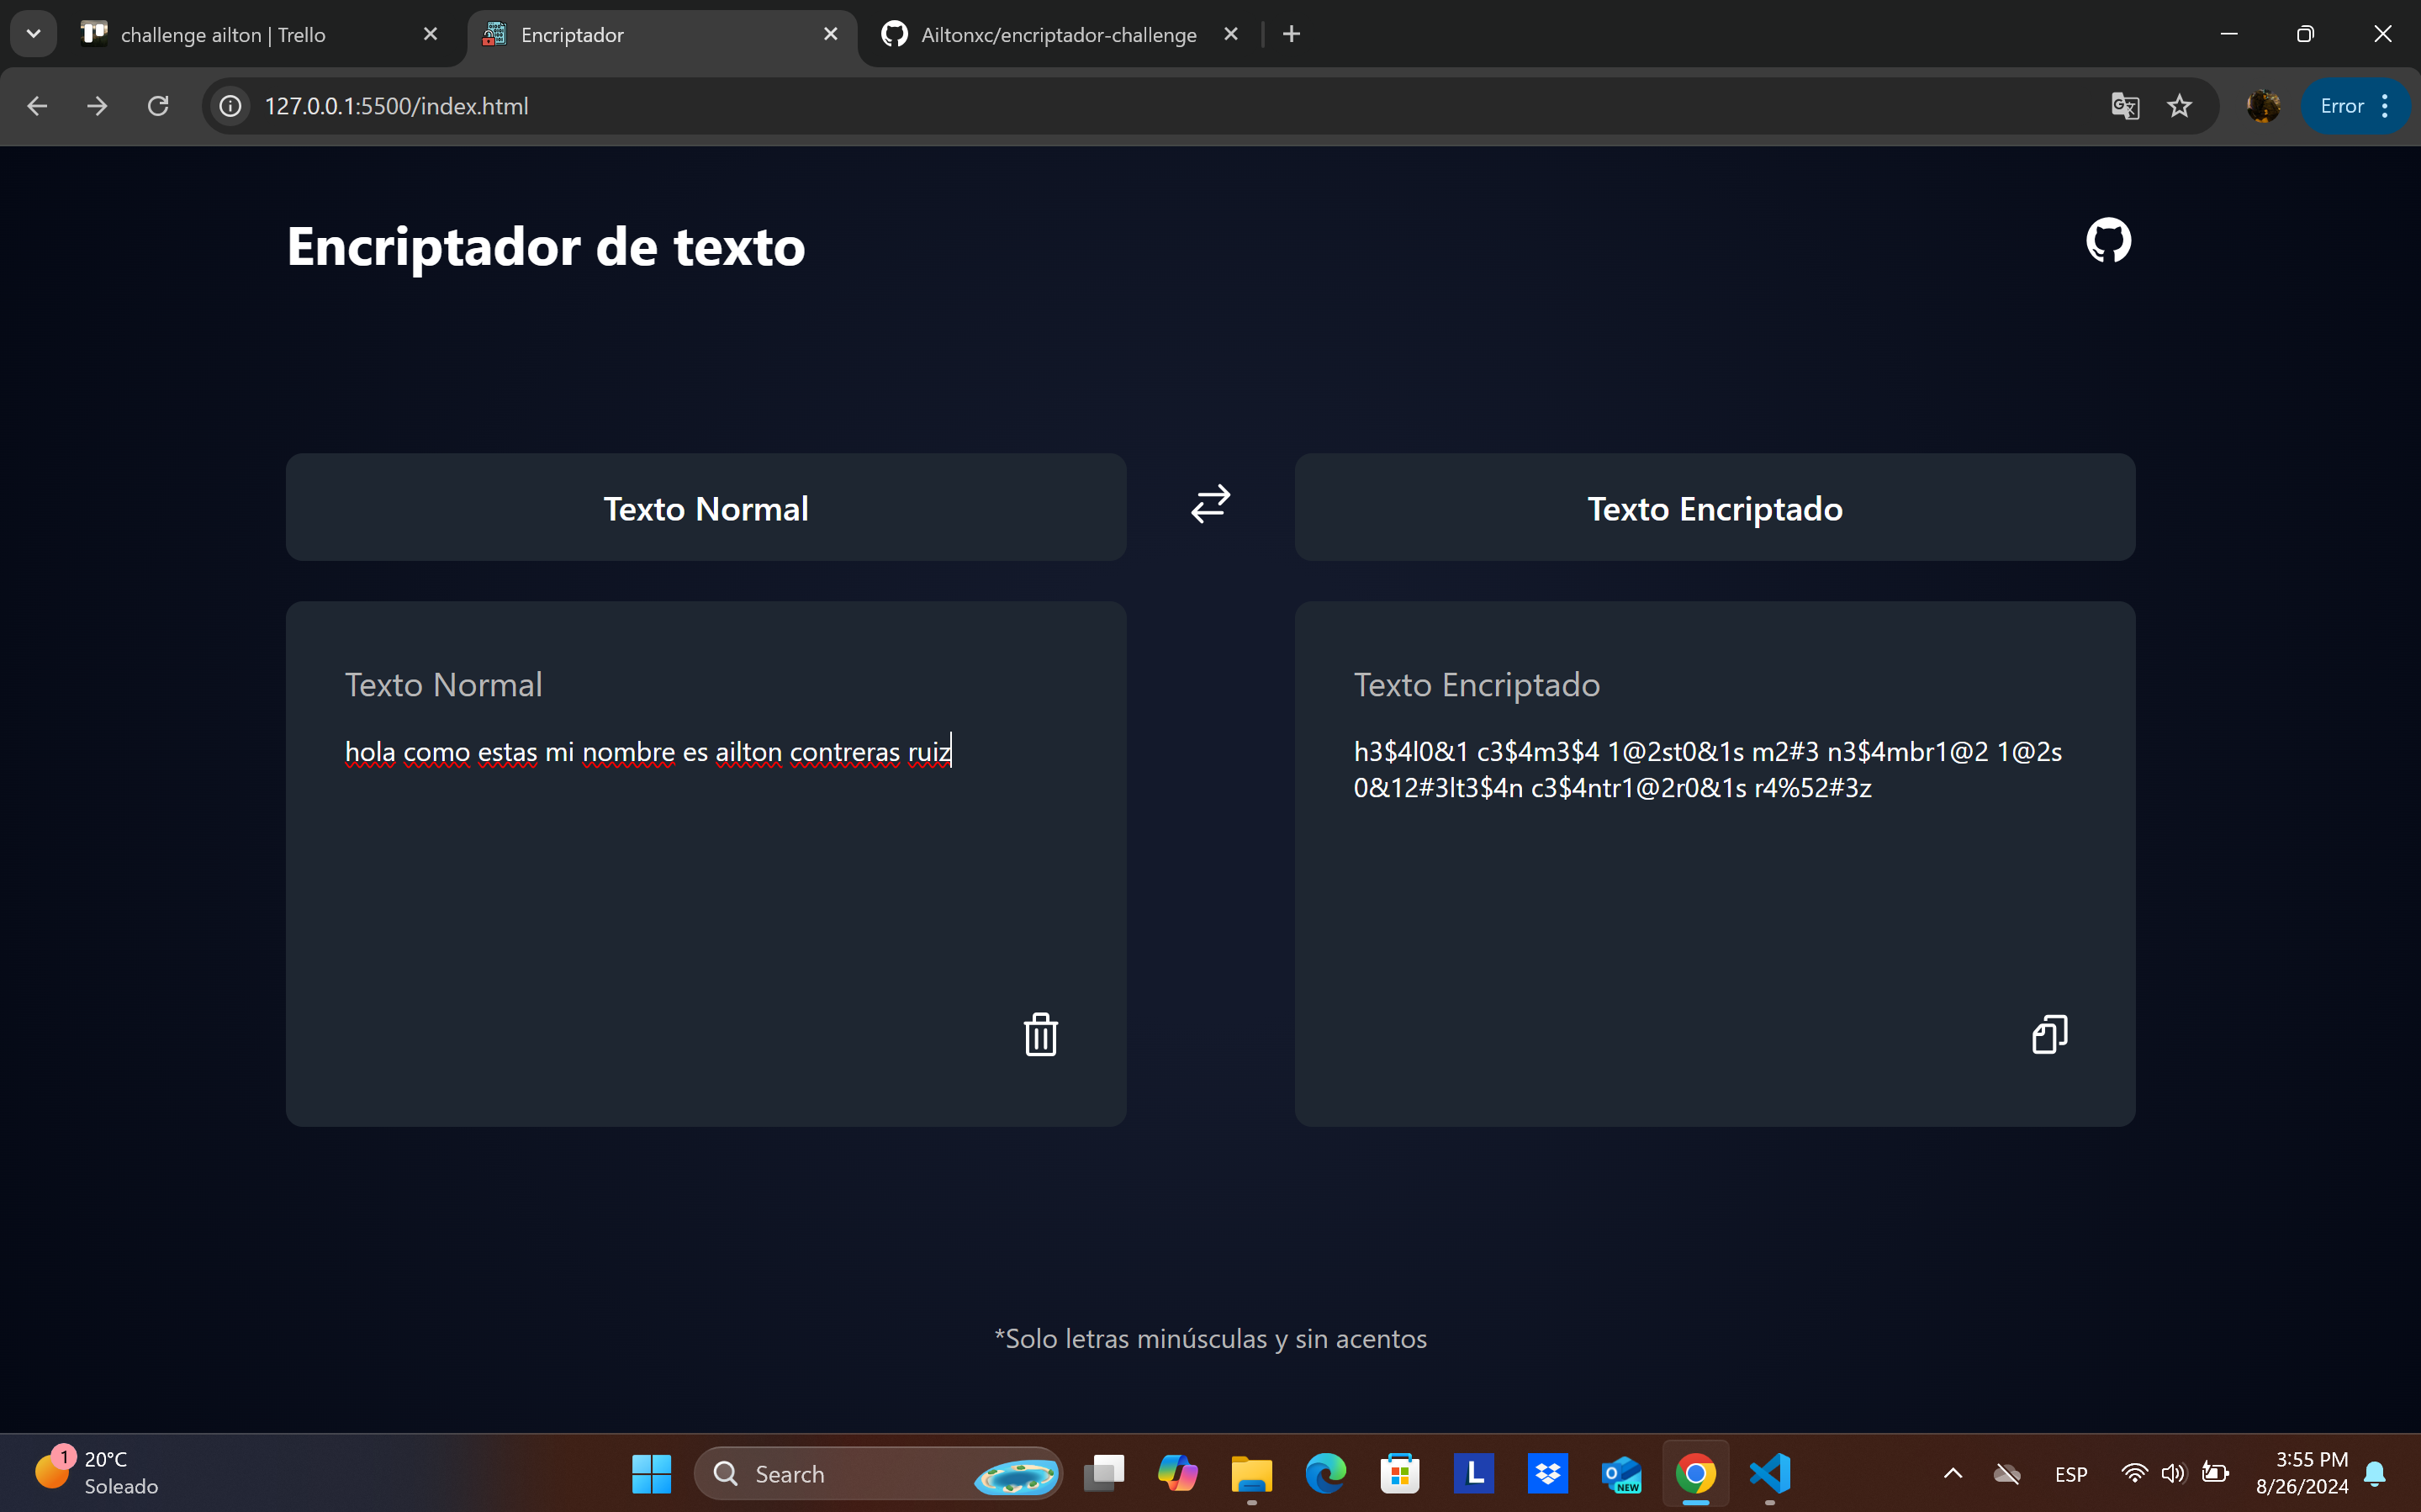 challenge ailton | Trello
Encriptador
Ailtonxc/encriptador-challenge
127.0.0.1:5500/index.html
Error
Encriptador de texto
Texto Normal
Texto Encriptado
Texto Normal
hola como estas mi nombre es ailton contreras ruiz
Texto Encriptado
h3$4l0&1 c3$4m3$4 1@2st0&1s m2#3 n3$4mbr1@2 1@2s
0&12#3lt3$4n c3$4ntr1@2r0&1s r4%52#3z
*Solo letras minúsculas y sin acentos
1
20°C
Soleado
Search
L
NEW
ESP
3:55 PM
8/26/2024